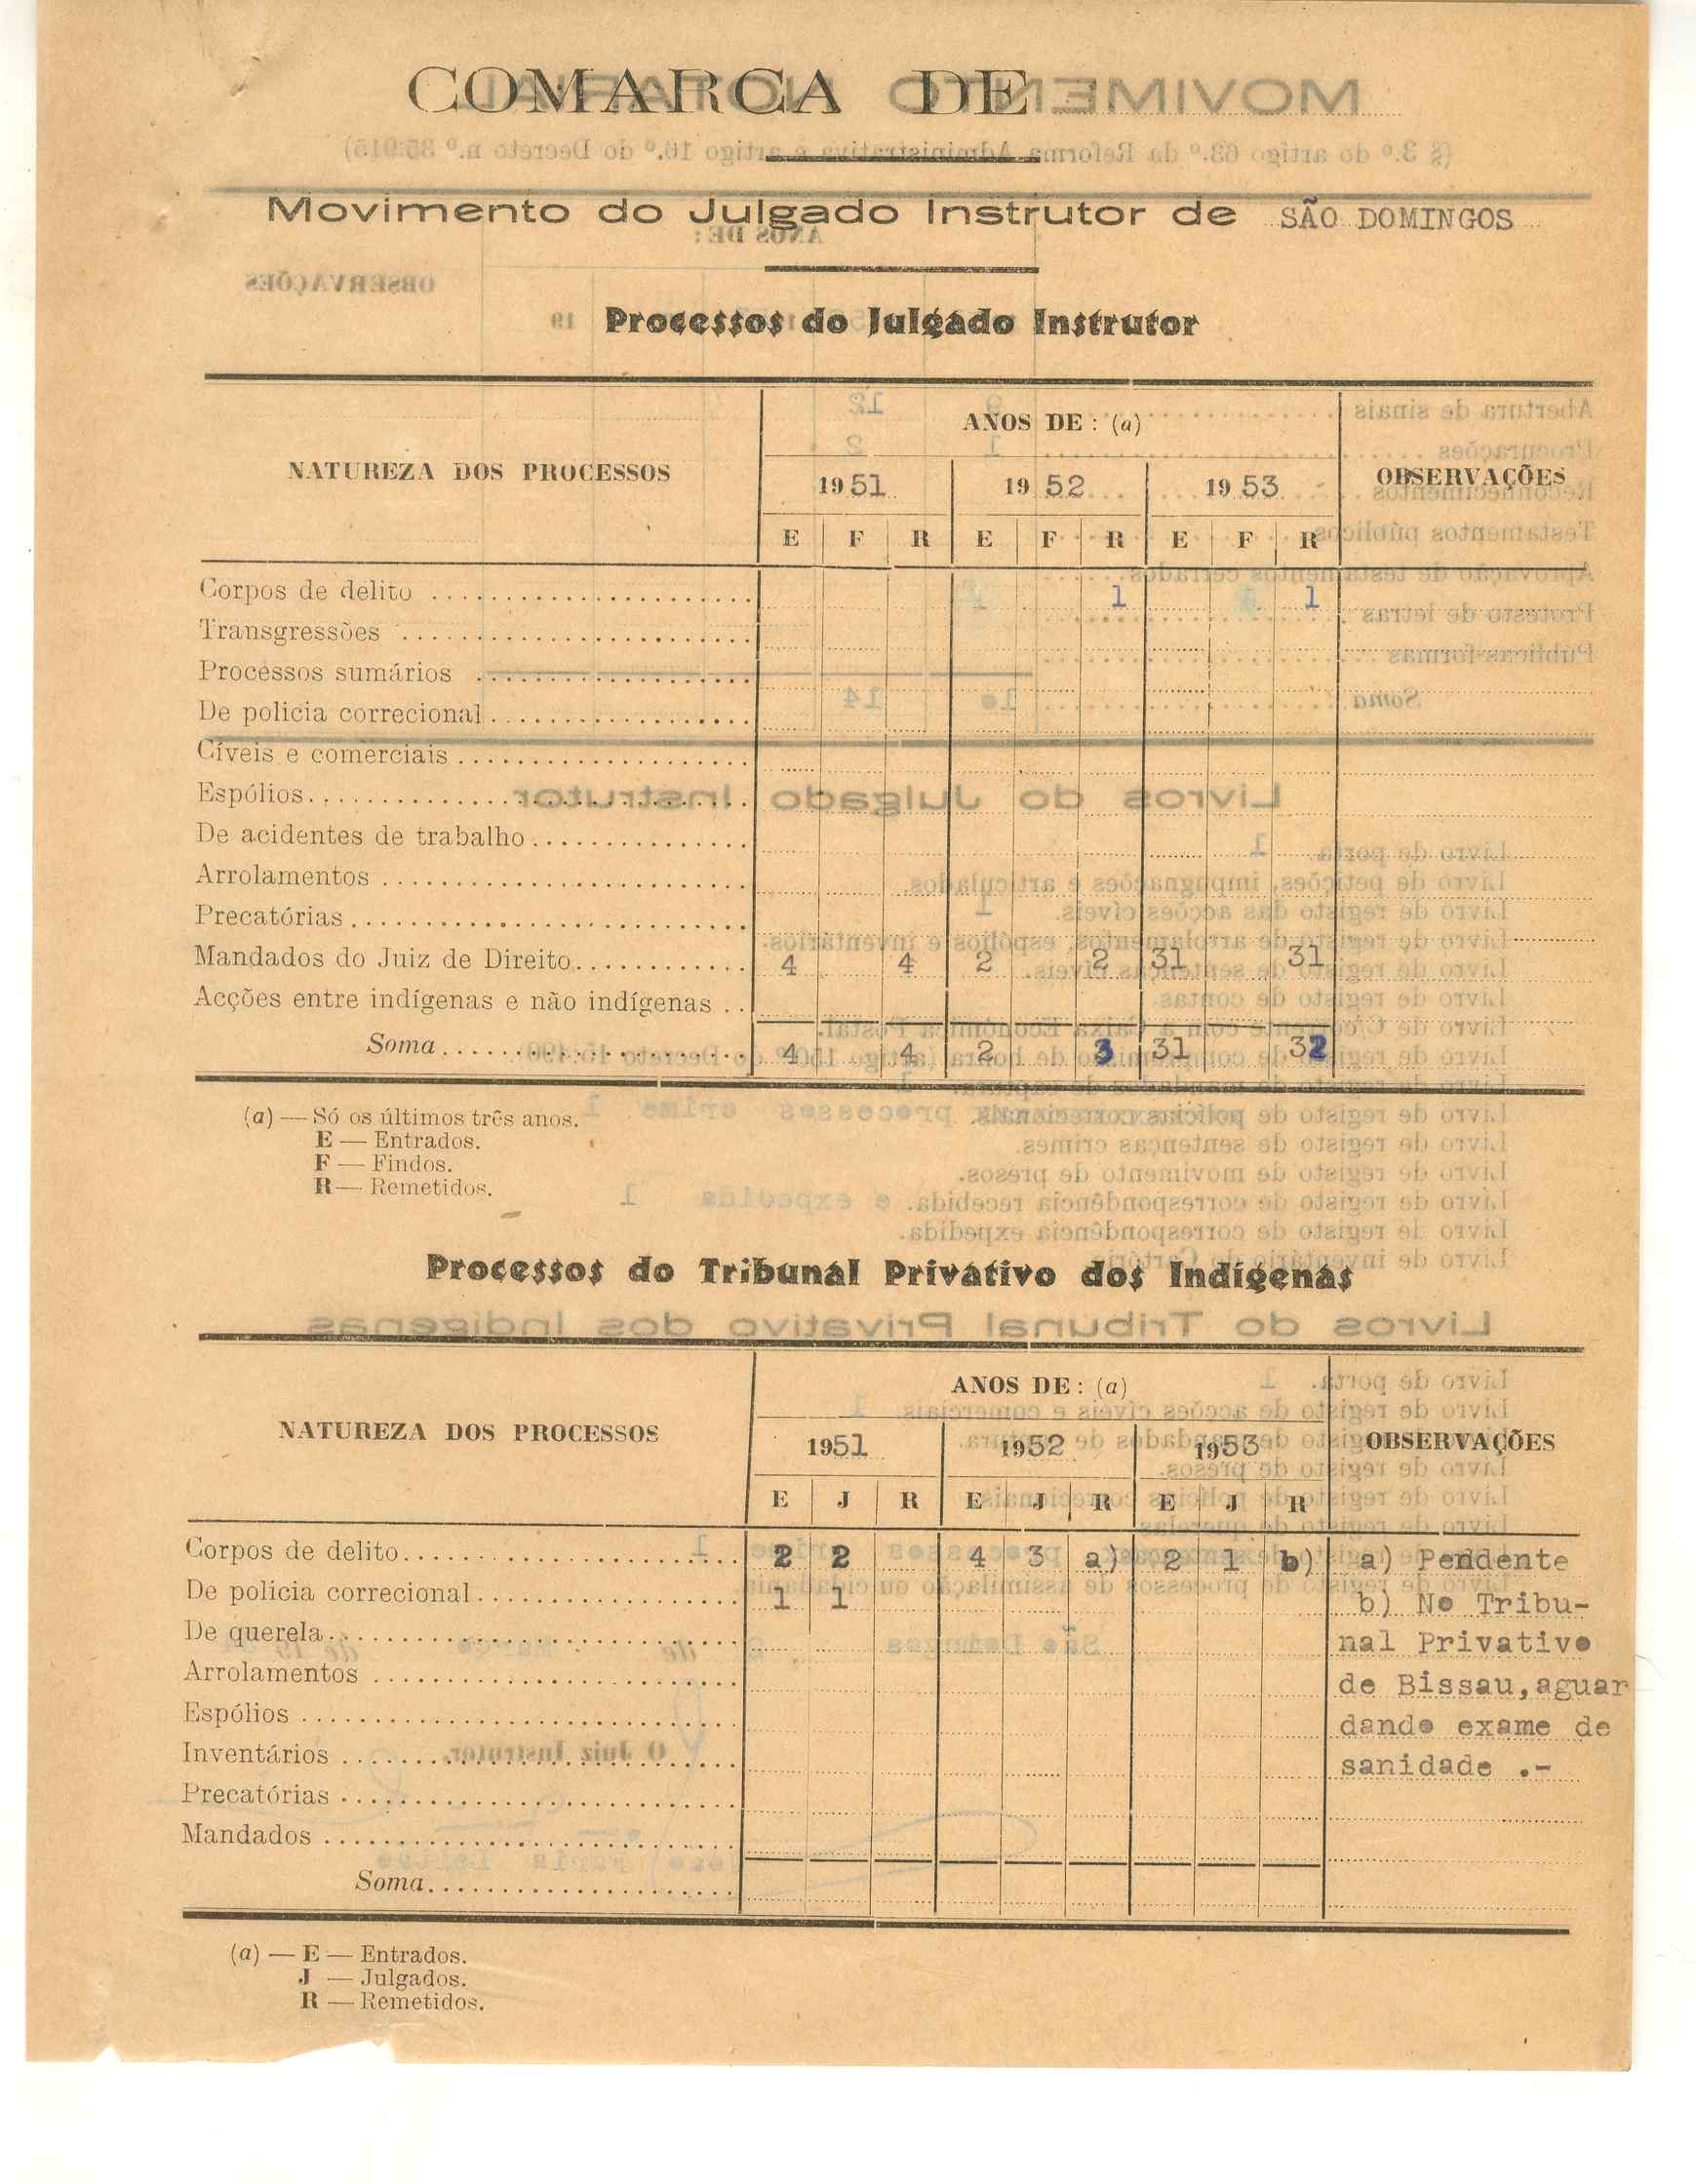 COMARCA DE
Movimento do Julgado Instrutor de SÃO DOMINGOS
Processos do Julgado Instrutor
NATUREZA DOS PROCESSOS
ANOS DE: (a)
OBSERVAÇÕES
1951 1952 1953
E F R E F R E F R
Corpos de delito 1 1
Transgressões
Processos sumários
De policia correcional
Cíveis e comerciais
Espólios
De acidentes de trabalho
Arrolamentos
Precatórias
Mandados do Juiz de Direito 4 4 2 2 31 31
Acções entre indígenas e não indígenas
Soma 4 4 2 3 31 32
(a) — Só os últimos três anos.
E — Entrados.
F — Findos.
R — Remetidos.
Processos do Tribunal Privativo dos Indígenas
NATUREZA DOS PROCESSOS
ANOS DE: (a)
OBSERVAÇÕES
1951 1952 1953
E J R E J R E J R
Corpos de delito 2 2 4 3 a) 2 1 b) a) Pendente
De policia correcional 1 1 b) No Tribu-
De querela nal Privativo
Arrolamentos de Bissau,aguar
Espólios dando exame de
Inventários sanidade .-
Precatórias
Mandados
Soma
(a) — E — Entrados.
J — Julgados.
R — Remetidos.